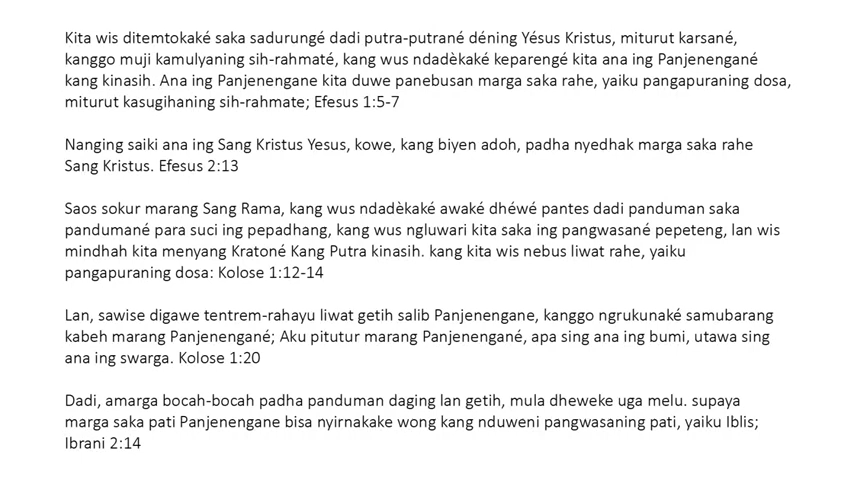 Kita wis ditemtokaké saka sadurungé dadi putra-putrané déning Yésus Kristus, miturut karsané,
kanggo muji kamulyaning sih-rahmaté, kang wus ndadèkaké keparengé kita ana ing Panjenengané
kang kinasih. Ana ing Panjenengane kita duwe panebusan marga saka rahe, yaiku pangapuraning dosa,
miturut kasugihaning sih-rahmate; Efesus 1:5-7
Nanging saiki ana ing Sang Kristus Yesus, kowe, kang biyen adoh, padha nyedhak marga saka rahe
Sang Kristus. Efesus 2:13
Saos sokur marang Sang Rama, kang wus ndadèkaké awaké dhéwé pantes dadi panduman saka
pandumané para suci ing pepadhang, kang wus ngluwari kita saka ing pangwasané pepeteng, lan wis
mindhah kita menyang Kratoné Kang Putra kinasih. kang kita wis nebus liwat rahe, yaiku
pangapuraning dosa: Kolose 1:12-14
Lan, sawise digawe tentrem-rahayu liwat getih salib Panjenengane, kanggo ngrukunaké samubarang
kabeh marang Panjenengané; Aku pitutur marang Panjenengané, apa sing ana ing bumi, utawa sing
ana ing swarga. Kolose 1:20
Dadi, amarga bocah-bocah padha panduman daging lan getih, mula dheweke uga melu. supaya
marga saka pati Panjenengane bisa nyirnakake wong kang nduweni pangwasaning pati, yaiku Iblis;
Ibrani 2:14